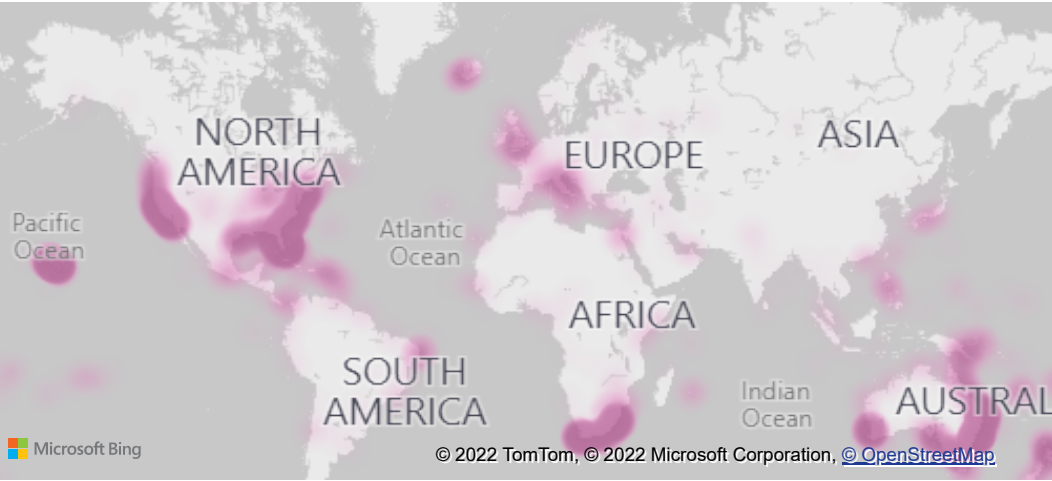 NORTH
AMERICA
EUROPE
ASIA
Pacific
Ocean
Atlantic
Ocean
AFRICA
SOUTH
AMERICA
Indian
Ocean
AUSTRAL
Microsoft Bing
© 2022 TomTom, © 2022 Microsoft Corporation, © OpenStreetMap